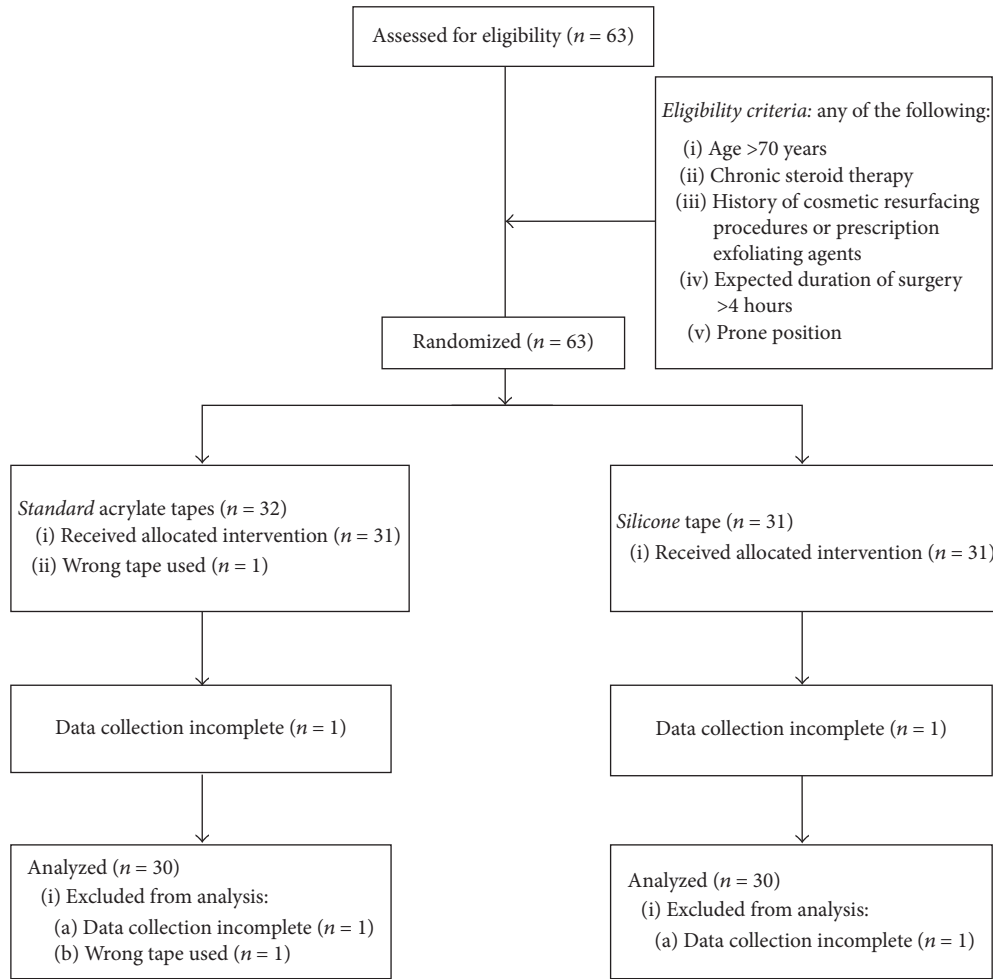 Assessed for eligibility (n = 63)
Eligibility criteria: any of the following:
(i) Age >70 years
(ii) Chronic steroid therapy
(iii) History of cosmetic resurfacing
procedures or prescription
exfoliating agents
(iv) Expected duration of surgery
>4 hours
(v) Prone position
Randomized (n = 63)
Standard acrylate tapes (n = 32)
(i) Received allocated intervention (n = 31)
(ii) Wrong tape used (n = 1)
Silicone tape (n = 31)
(i) Received allocated intervention (n = 31)
Data collection incomplete (n = 1)
Data collection incomplete (n = 1)
Analyzed (n = 30)
(i) Excluded from analysis:
(a) Data collection incomplete (n = 1)
(b) Wrong tape used (n = 1)
Analyzed (n = 30)
(i) Excluded from analysis:
(a) Data collection incomplete (n = 1)